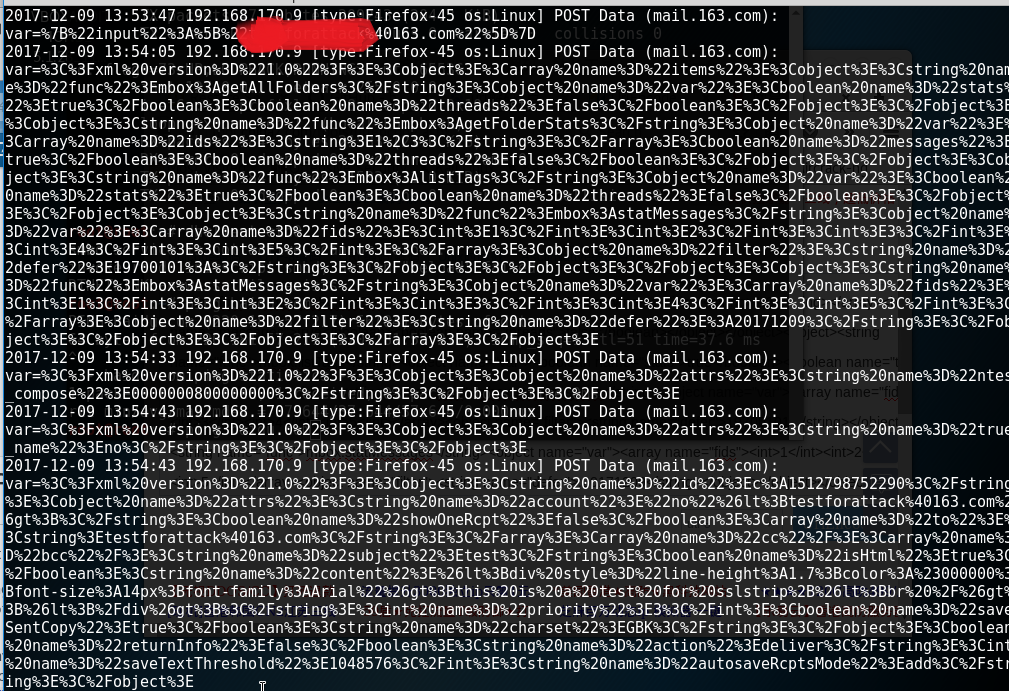 2017-12-09 13:53:47 192.168.170.9 [type:Firefox-45 os:Linux] POST Data (mail.163.com):
var=%7B%22input%22%3A%5B%22 forattack%40163.com%22%5D%7D
collisions 0
2017-12-09 13:54:05 192.168.170.9 [type:Firefox-45 os:Linux] POST Data (mail.163.com):
var=%3C%3Fxml%20version%3D%221.0%22%3F%3E%3Cobject%3E%3Carray%20name%3D%22items%22%3E%3Cobject%3E%3Cstring%20nam
e%3D%22func%22%3Embox%3AgetAllFolders%3C%2Fstring%3E%3Cobject%20name%3D%22var%22%3E%3Cboolean%20name%3D%22stats%
22%3Etrue%3C%2Fboolean%3E%3Cboolean%20name%3D%22threads%22%3Efalse%3C%2Fboolean%3E%3C%2Fobject%3E%3C%2Fobject%3E
%3Cobject%3E%3Cstring%20name%3D%22func%22%3Embox%3AgetFolderStats%3C%2Fstring%3E%3Cobject%20name%3D%22var%22%3E%
3Carray%20name%3D%22ids%22%3E%3Cstring%3E1%2C3%3C%2Fstring%3E%3C%2Farray%3E%3Cboolean%20name%3D%22messages%22%3E
true%3C%2Fboolean%3E%3Cboolean%20name%3D%22threads%22%3Efalse%3C%2Fboolean%3E%3C%2Fobject%3E%3C%2Fobject%3E%3Cob
ject%3E%3Cstring%20name%3D%22func%22%3Embox%3AlistTags%3C%2Fstring%3E%3Cobject%20name%3D%22var%22%3E%3Cboolean%2
0name%3D%22stats%22%3Etrue%3C%2Fboolean%3E%3Cboolean%20name%3D%22threads%22%3Efalse%3C%2Fboolean%3E%3C%2Fobject%
3E%3C%2Fobject%3E%3Cobject%3E%3Cstring%20name%3D%22func%22%3Embox%3AstatMessages%3C%2Fstring%3E%3Cobject%20name%
3D%22var%22%3E%3Carray%20name%3D%22fids%22%3E%3Cint%3E1%3C%2Fint%3E%3Cint%3E2%3C%2Fint%3E%3Cint%3E3%3C%2Fint%3E%
3Cint%3E4%3C%2Fint%3E%3Cint%3E5%3C%2Fint%3E%3C%2Farray%3E%3Cobject%20name%3D%22filter%22%3E%3Cstring%20name%3D%2
2defer%22%3E19700101%3A%3C%2Fstring%3E%3C%2Fobject%3E%3C%2Fobject%3E%3C%2Fobject%3E%3Cobject%3E%3Cstring%20name%
3D%22func%22%3Embox%3AstatMessages%3C%2Fstring%3E%3Cobject%20name%3D%22var%22%3E%3Carray%20name%3D%22fids%22%3E%
3Cint%3E1%3C%2Fint%3E%3Cint%3E2%3C%2Fint%3E%3Cint%3E3%3C%2Fint%3E%3Cint%3E4%3C%2Fint%3E%3Cint%3E5%3C%2Fint%3E%3C
%2Farray%3E%3Cobject%20name%3D%22filter%22%3E%3Cstring%20name%3D%22defer%22%3E%3A20171209%3C%2Fstring%3E%3C%2Fob
ject%3E%3C%2Fobject%3E%3C%2Fobject%3E%3C%2Farray%3E%3C%2Fobject%3E
tl=51 time=37.6 ms
2017-12-09 13:54:33 192.168.170.9 [type:Firefox-45 os:Linux] POST Data (mail.163.com):
var=%3C%3Fxml%20version%3D%221.0%22%3F%3E%3Cobject%3E%3Cobject%20name%3D%22attrs%22%3E%3Cstring%20name%3D%22ntes
_compose%22%3E0000000800000000%3C%2Fstring%3E%3C%2Fobject%3E%3C%2Fobject%3E
2017-12-09 13:54:43 192.168.170.9 [type:Firefox-45 os:Linux] POST Data (mail.163.com):
var=%3C%3Fxml%20version%3D%221.0%22%3F%3E%3Cobject%3E%3Cobject%20name%3D%22attrs%22%3E%3Cstring%20name%3D%22true
_name%22%3Eno%3C%2Fstring%3E%3C%2Fobject%3E%3C%2Fobject%3E
2017-12-09 13:54:43 192.168.170.9 [type:Firefox-45 os:Linux] POST Data (mail.163.com):
var=%3C%3Fxml%20version%3D%221.0%22%3F%3E%3Cobject%3E%3Cstring%20name%3D%22id%22%3Ec%3A1512798752290%3C%2Fstring
%3E%3Cobject%20name%3D%22attrs%22%3E%3Cstring%20name%3D%22account%22%3E%22no%22%26lt%3Btestforattack%40163.com%2
6gt%3B%3C%2Fstring%3E%3Cboolean%20name%3D%22showOneRcpt%22%3Efalse%3C%2Fboolean%3E%3Carray%20name%3D%22to%22%3E%
3Cstring%3Etestforattack%40163.com%3C%2Fstring%3E%3C%2Farray%3E%3Carray%20name%3D%22cc%22%2F%3E%3Carray%20name%3
D%22bcc%22%2F%3E%3Cstring%20name%3D%22subject%22%3Etest%3C%2Fstring%3E%3Cboolean%20name%3D%22isHtml%22%3Etrue%3C
%2Fboolean%3E%3Cstring%20name%3D%22content%22%3E%26lt%3Bdiv%20style%3D%22line-height%3A1.7%3Bcolor%3A%23000000%3
Bfont-size%3A14px%3Bfont-family%3AArial%22%26gt%3Bthis%20is%20a%20test%20for%20sslstrip%2B%26lt%3Bbr%20%2F%26gt%
3B%26lt%3B%2Fdiv%26gt%3B%3C%2Fstring%3E%3Cint%20name%3D%22priority%22%3E3%3C%2Fint%3E%3Cboolean%20name%3D%22save
SentCopy%22%3Etrue%3C%2Fboolean%3E%3Cstring%20name%3D%22charset%22%3EGBK%3C%2Fstring%3E%3C%2Fobject%3E%3Cboolean
%20name%3D%22returnInfo%22%3Efalse%3C%2Fboolean%3E%3Cstring%20name%3D%22action%22%3Edeliver%3C%2Fstring%3E%3Cint
%20name%3D%22saveTextThreshold%22%3E1048576%3C%2Fint%3E%3Cstring%20name%3D%22autosaveRcptsMode%22%3Eadd%3C%2Fstr
ing%3E%3C%2Fobject%3E